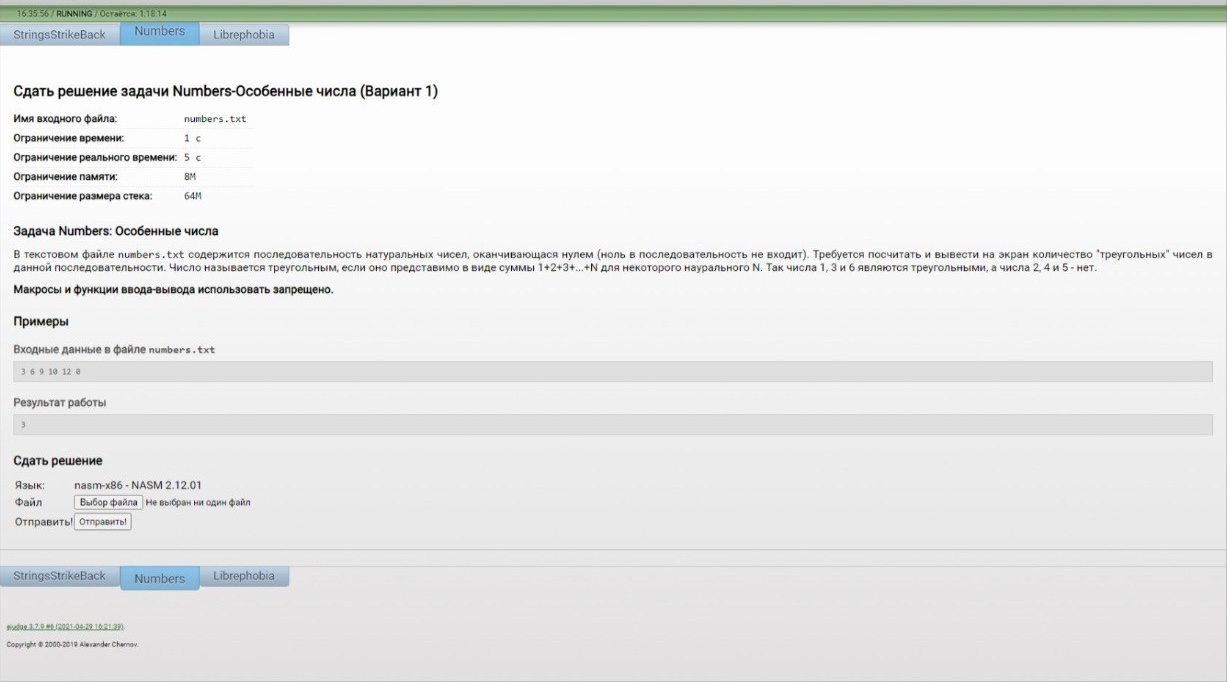 16:35:56 / RUNNING / Остаётся: 1:18:14
StringsStrikeBack Numbers Librephobia
Сдать решение задачи Numbers-Особенные числа (Вариант 1)
Имя входного файла: numbers.txt
Ограничение времени: 1 с
Ограничение реального времени: 5 с
Ограничение памяти: 8M
Ограничение размера стека: 64M
Задача Numbers: Особенные числа
В текстовом файле numbers.txt содержится последовательность натуральных чисел, оканчивающаяся нулем (ноль в последовательность не входит). Требуется посчитать и вывести на экран количество "треугольных" чисел в
данной последовательности. Число называется треугольным, если оно представимо в виде суммы 1+2+3+...+N для некоторого наурального N. Так числа 1, 3 и 6 являются треугольными, а числа 2, 4 и 5 - нет.
Макросы и функции ввода-вывода использовать запрещено.
Примеры
Входные данные в файле numbers.txt
3 6 9 10 12 0
Результат работы
3
Сдать решение
Язык: nasm-x86 - NASM 2.12.01
Файл Выбор файла Не выбран ни один файл
Отправить! Отправить!
StringsStrikeBack Numbers Librephobia
ejudge 3.7.9 #6 (2021-04-29 16:21:39).
Copyright © 2000-2019 Alexander Chernov.